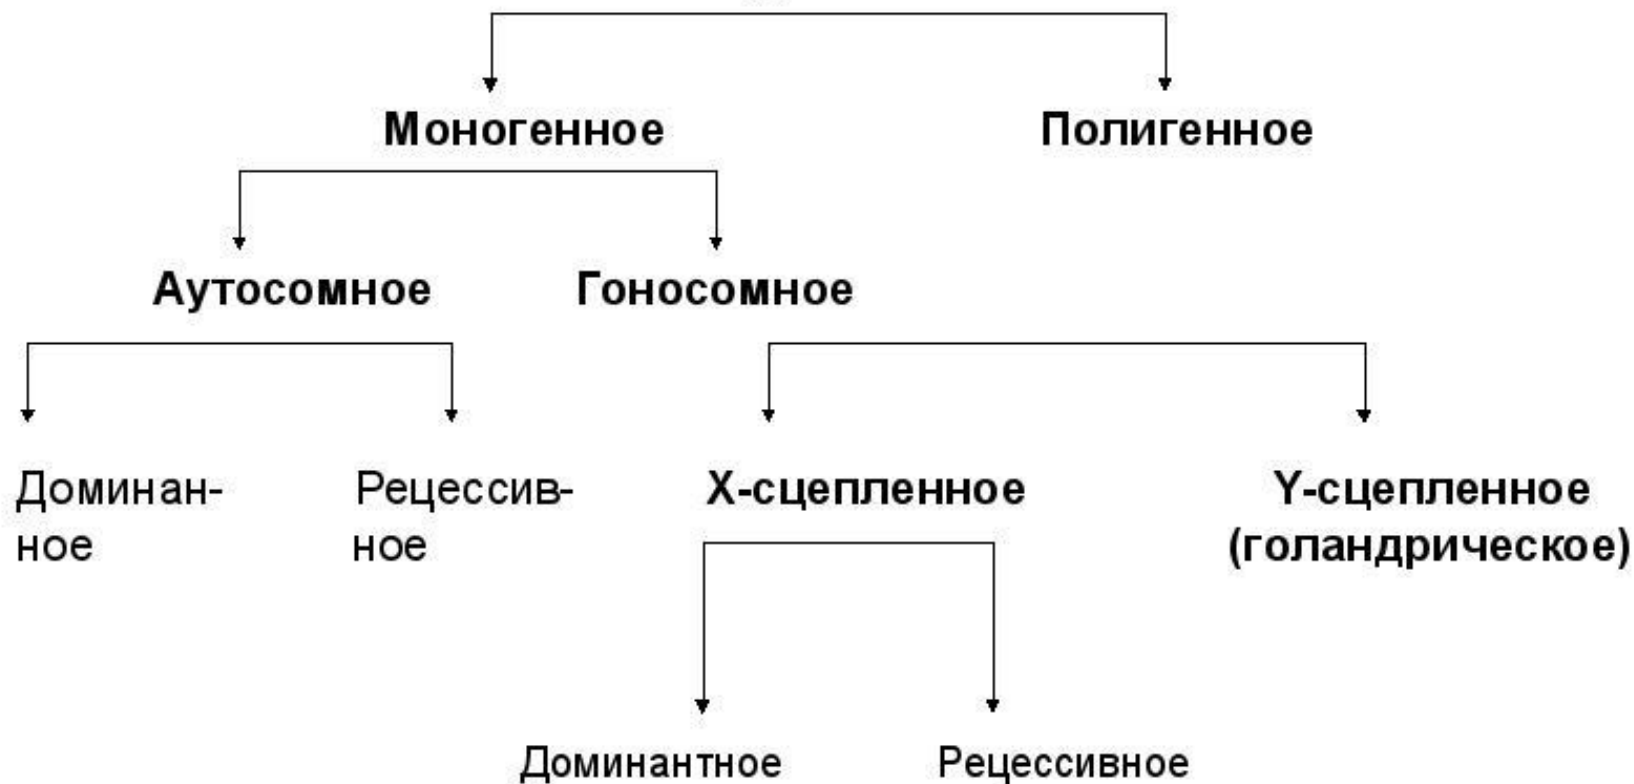 Моногенное Полигенное
Аутосомное Гоносомное
Доминан- Рецессив- Х-сцепленное Y-сцепленное
ное ное (голандрическое)
Доминантное Рецессивное